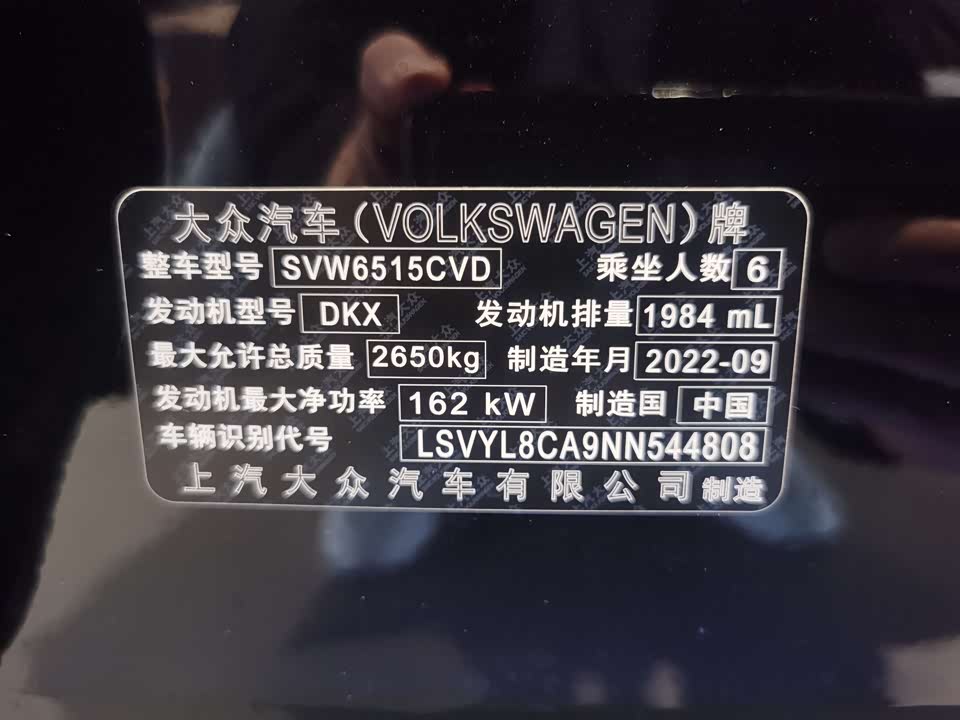 大众汽车(VOLKSWAGEN)牌
整车型号 SVW6515CVD 乘坐人数 6
发动机型号 DKX 发动机排量 1984 mL
最大允许总质量 2650kg 制造年月 2022-09
发动机最大净功率 162 kW 制造国 中国
车辆识别代号 LSVYL8CA9NN544808
上汽大众汽车有限公司制造